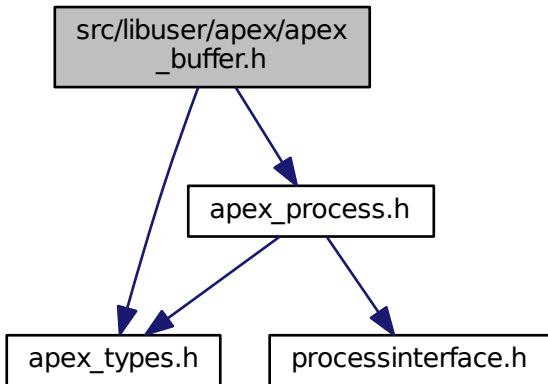 src/libuser/apex/apex
_buffer.h
apex_process.h
apex_types.h
processinterface.h